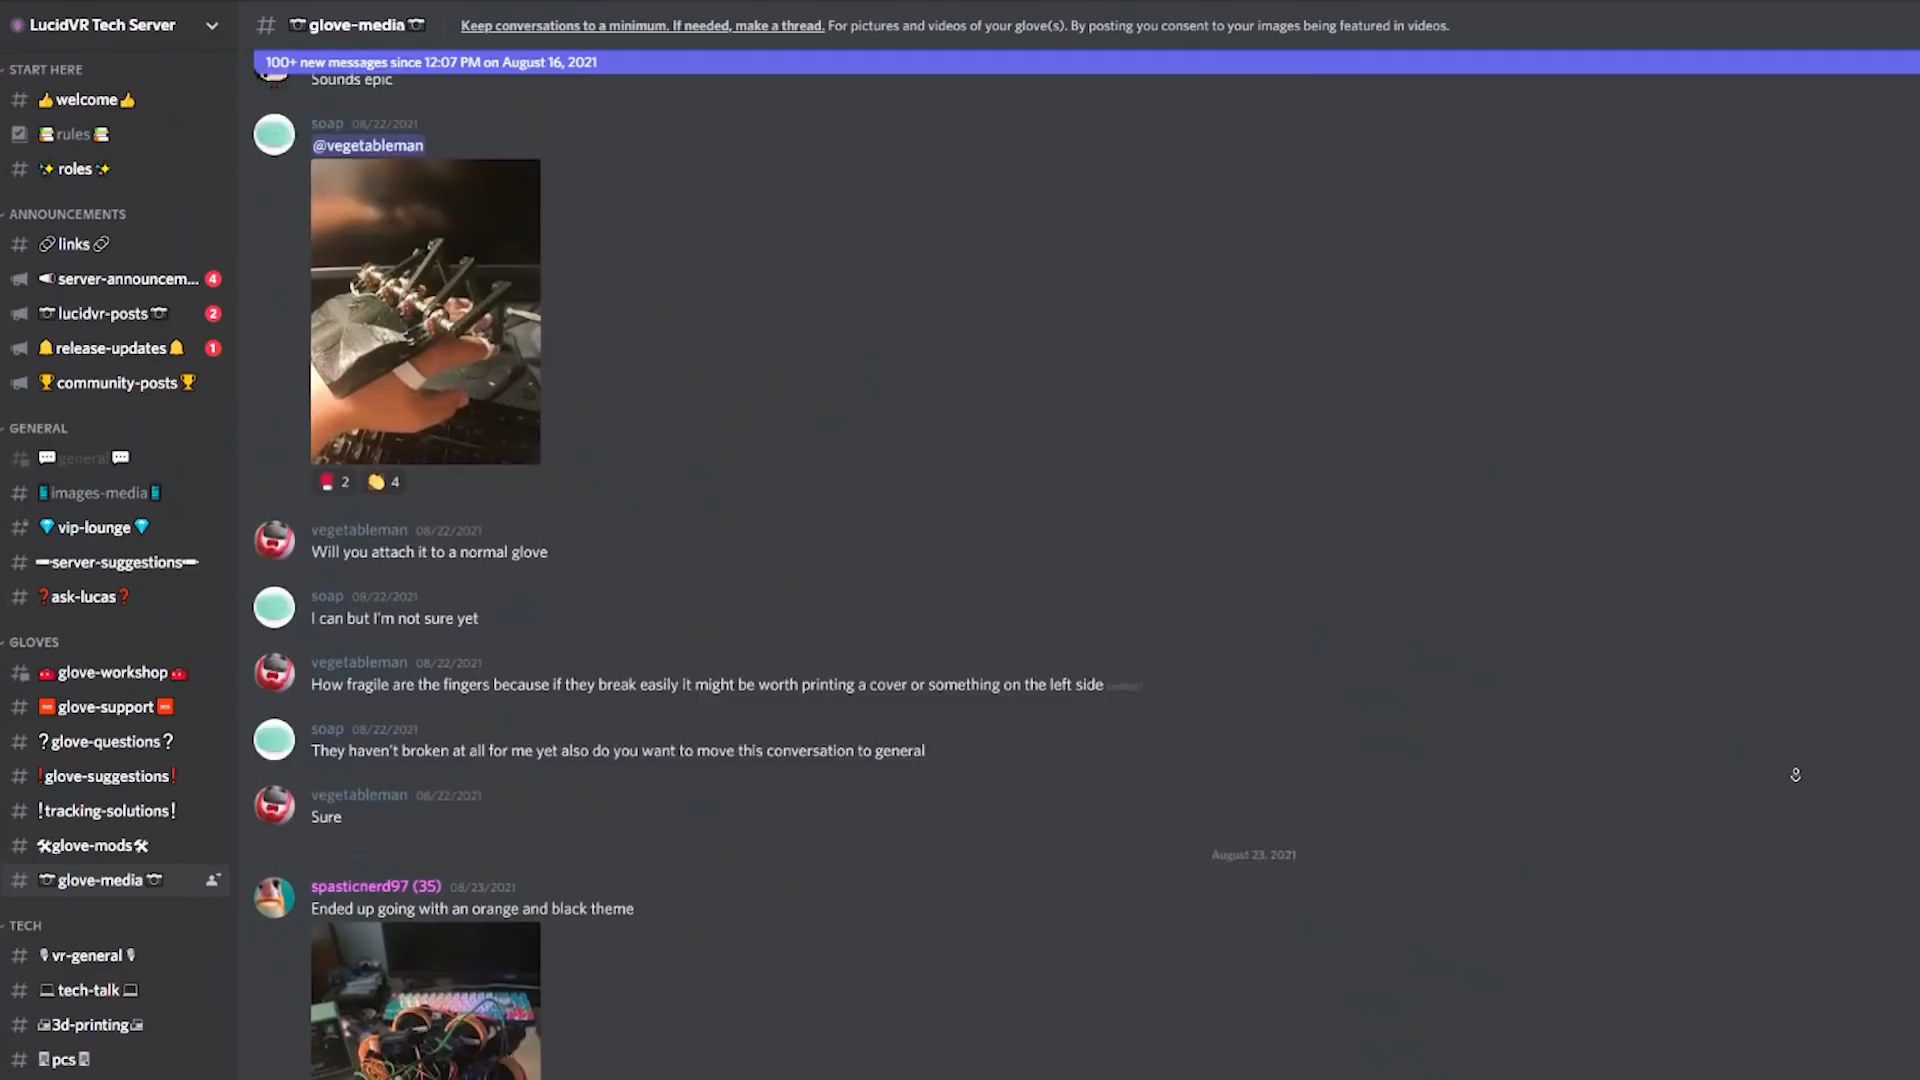 LucidVR Tech Server
START HERE
welcome
rules
roles
ANNOUNCEMENTS
links
server-announcem... 4
lucidvr-posts 2
release-updates 1
community-posts
GENERAL
general
images-media
vip-lounge
server-suggestions
ask-lucas
GLOVES
glove-workshop
glove-support
glove-questions
glove-suggestions
tracking-solutions
glove-mods
glove-media
TECH
vr-general
tech-talk
3d-printing
pcs
glove-media Keep conversations to a minimum. If needed, make a thread. For pictures and videos of your glove(s). By posting you consent to your images being featured in videos.
100+ new messages since 12:07 PM on August 16, 2021
Sounds epic
soap 08/22/2021
@vegetableman
2 4
vegetableman 08/22/2021
Will you attach it to a normal glove
soap 08/22/2021
I can but I'm not sure yet
vegetableman 08/22/2021
How fragile are the fingers because if they break easily it might be worth printing a cover or something on the left side
soap 08/22/2021
They haven't broken at all for me yet also do you want to move this conversation to general
vegetableman 08/22/2021
Sure
August 23, 2021
spasticnerd97 (35) 08/23/2021
Ended up going with an orange and black theme